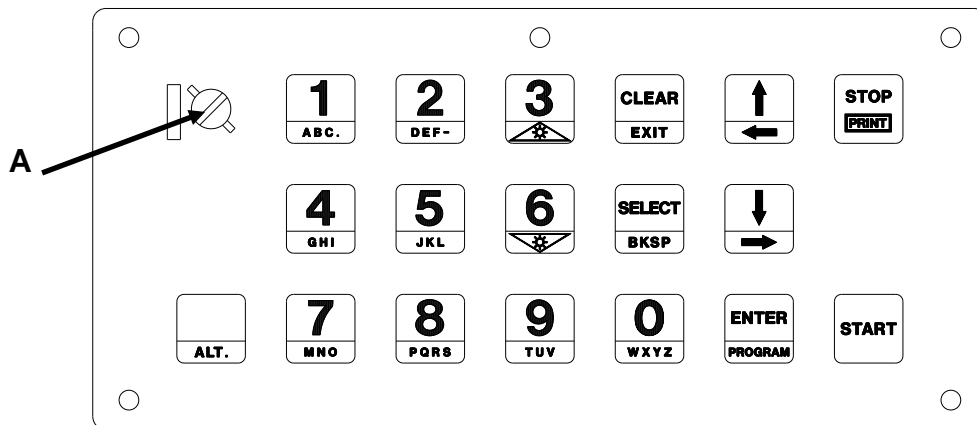 1 2 3 CLEAR STOP
ABC. DEF- EXIT PRINT
A
4 5 6 SELECT
GHI JKL BKSP
7 8 9 0 ENTER START
ALT. MNO PQRS TUV WXYZ PROGRAM